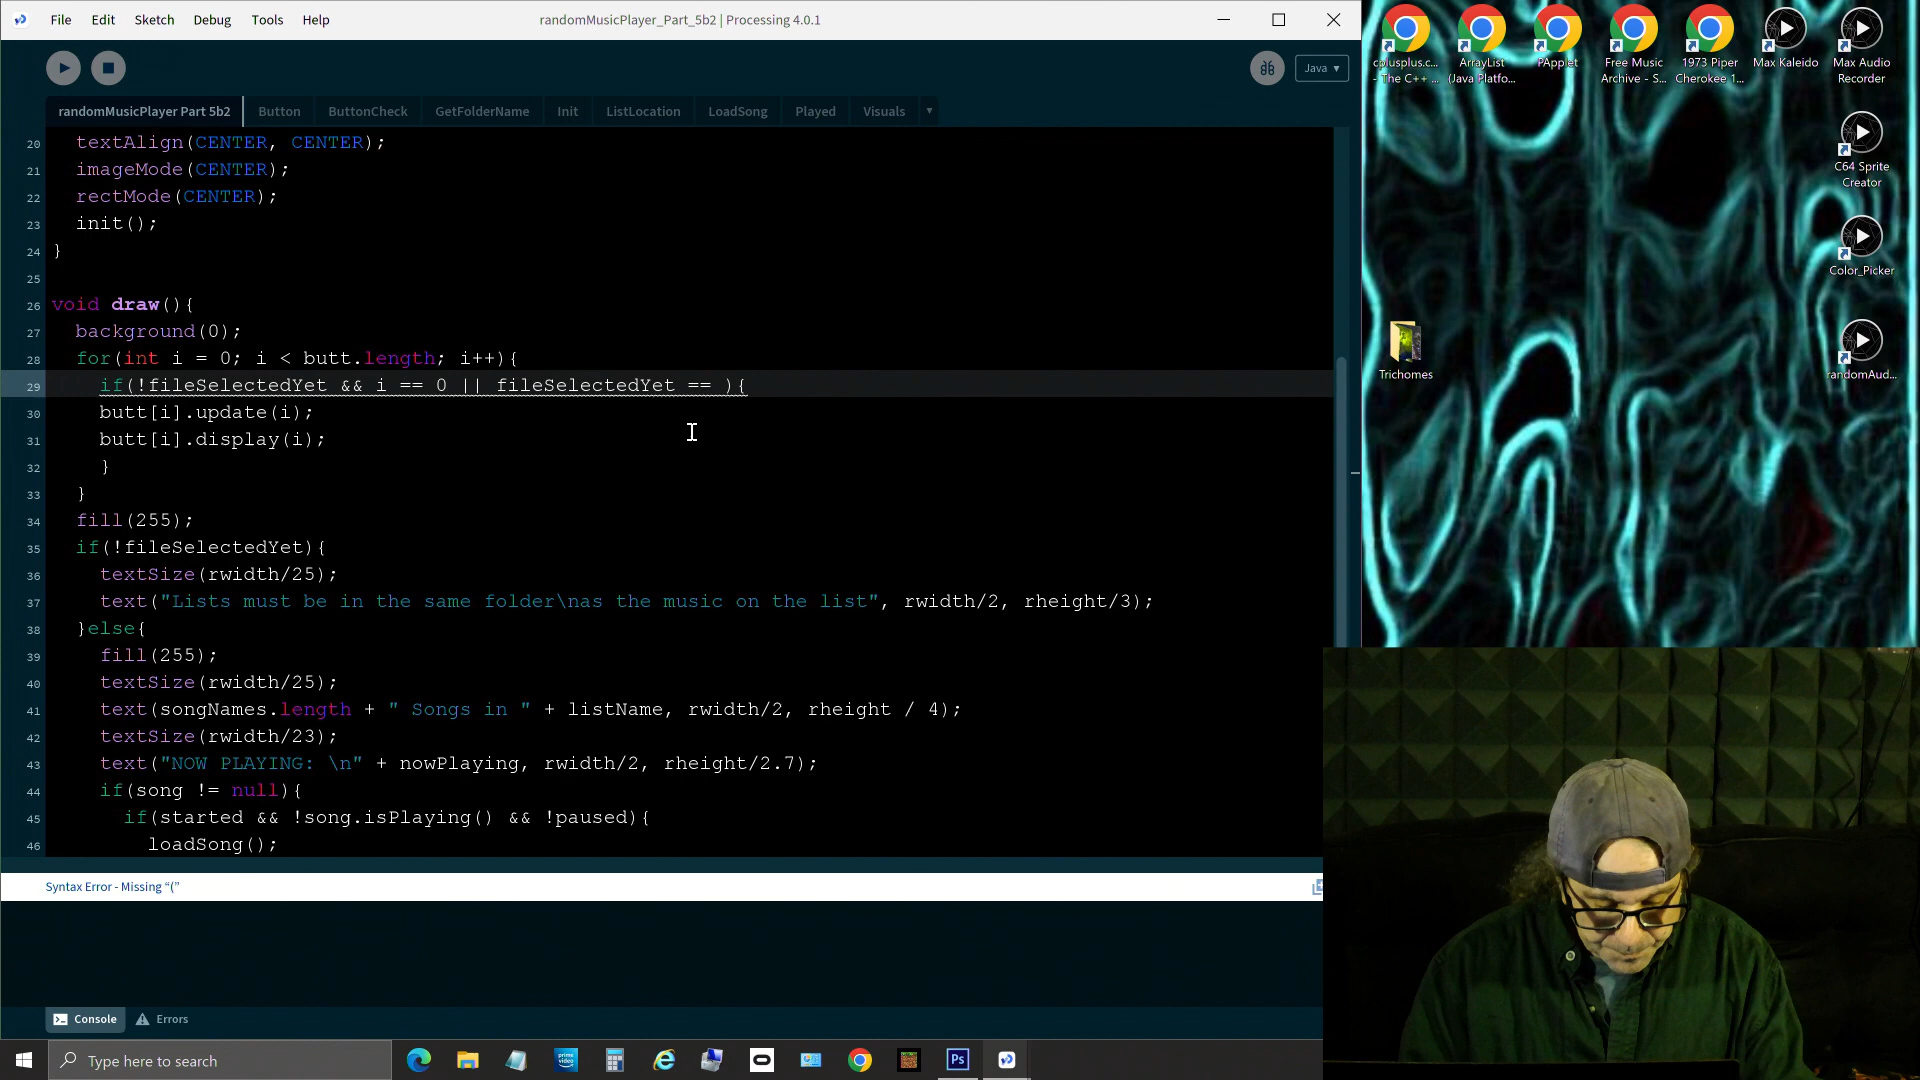 File Edit Sketch Debug Tools Help
randomMusicPlayer_Part_5b2 | Processing 4.0.1
Java ▾
randomMusicPlayer Part 5b2 Button ButtonCheck GetFolderName Init ListLocation LoadSong Played Visuals ▾
20 textAlign(CENTER, CENTER);
21 imageMode(CENTER);
22 rectMode(CENTER);
23 init();
24 }
25
26 void draw(){
27 background(0);
28 for(int i = 0; i < butt.length; i++){
29 if(!fileSelectedYet && i == 0 || fileSelectedYet == ){
30 butt[i].update(i);
31 butt[i].display(i);
32 }
33 }
34 fill(255);
35 if(!fileSelectedYet){
36 textSize(rwidth/25);
37 text("Lists must be in the same folder\nas the music on the list", rwidth/2, rheight/3);
38 }else{
39 fill(255);
40 textSize(rwidth/25);
41 text(songNames.length + " Songs in " + listName, rwidth/2, rheight / 4);
42 textSize(rwidth/23);
43 text("NOW PLAYING: \n" + nowPlaying, rwidth/2, rheight/2.7);
44 if(song != null){
45 if(started && !song.isPlaying() && !paused){
46 loadSong();
Syntax Error - Missing “(”
Console Errors
Type here to search
prime video
Ps
cplusplus.c...
- The C++ ...
ArrayList
(Java Platfo...
PApplet
Free Music
Archive - S...
1973 Piper
Cherokee 1...
Max Kaleido
Max Audio
Recorder
C64 Sprite
Creator
Color_Picker
Trichomes
randomAud...